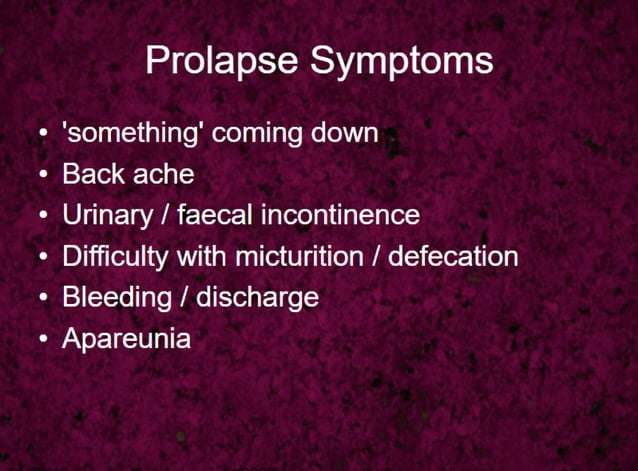 Prolapse Symptoms
• 'something' coming down
• Back ache
• Urinary / faecal incontinence
• Difficulty with micturition / defecation
• Bleeding / discharge
• Apareunia